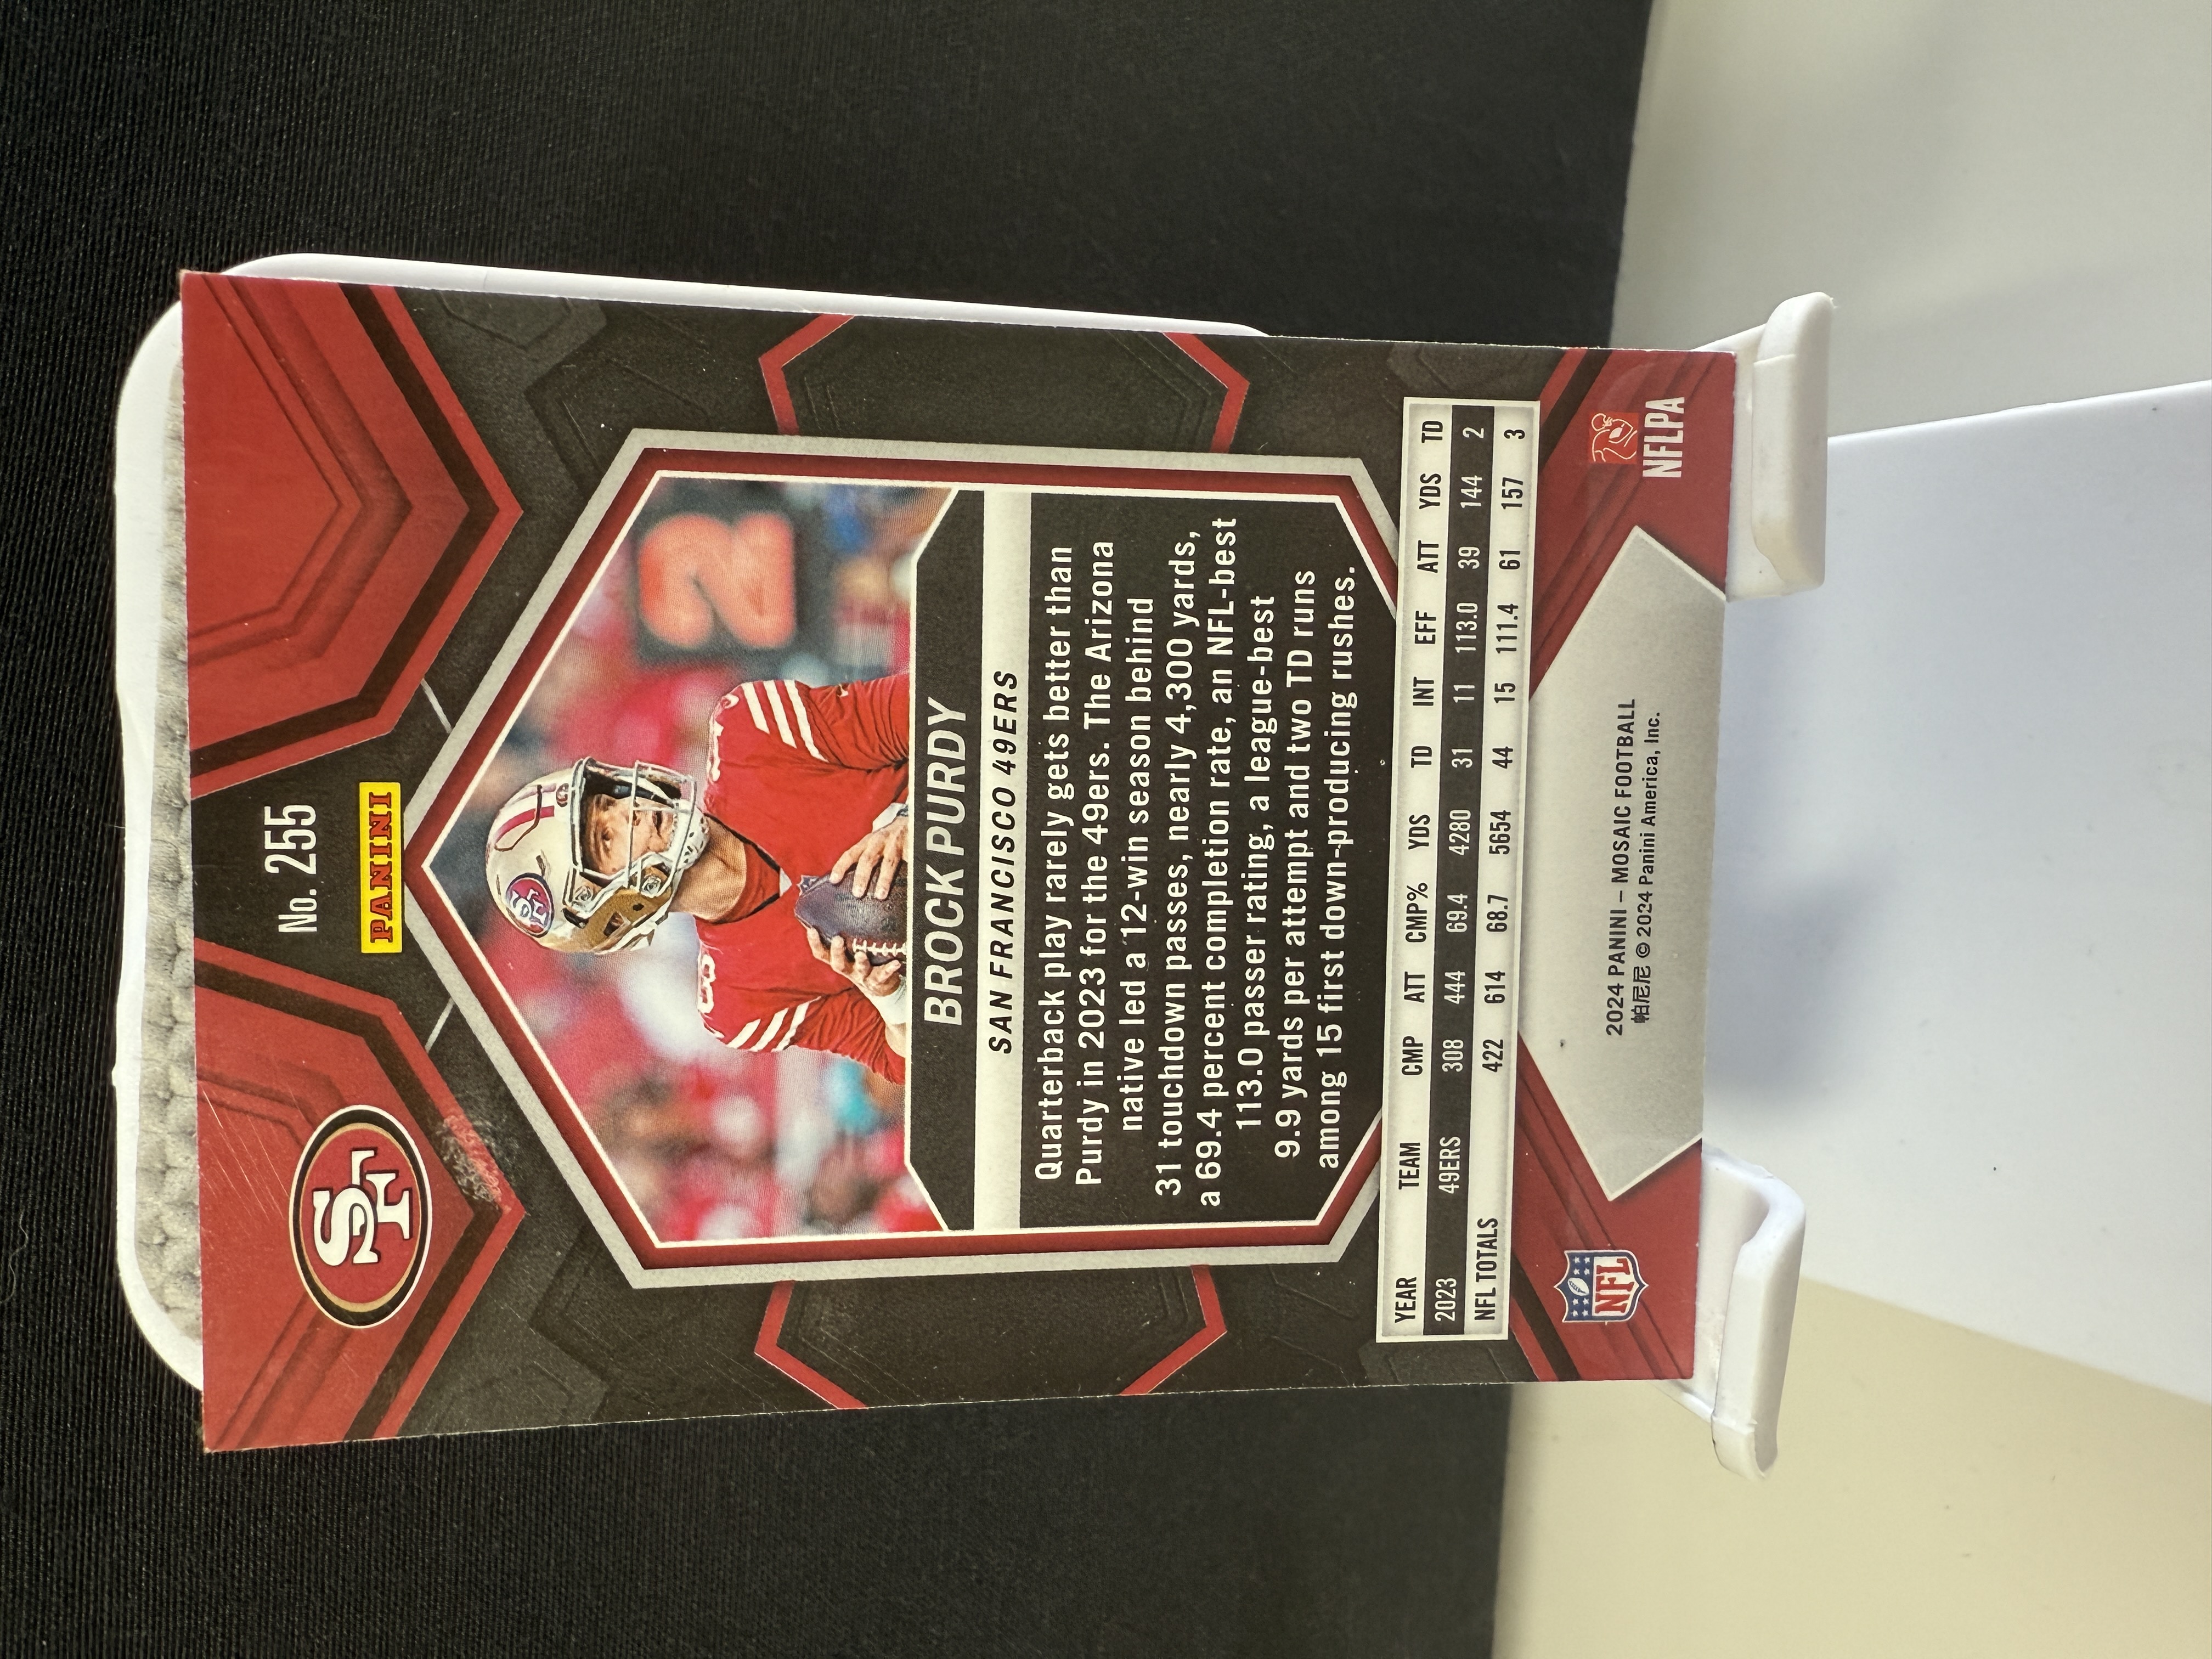 No. 255
SF
PANINI
SF
2
13
BROCK PURDY
SAN FRANCISCO 49ERS
Quarterback play rarely gets better than
Purdy in 2023 for the 49ers. The Arizona
native led a 12-win season behind
31 touchdown passes, nearly 4,300 yards,
a 69.4 percent completion rate, an NFL-best
113.0 passer rating, a league-best
9.9 yards per attempt and two TD runs
among 15 first down-producing rushes.
YEAR TEAM CMP ATT CMP% YDS TD INT EFF ATT YDS TD
2023 49ERS 308 444 69.4 4280 31 11 113.0 39 144 2
NFL TOTALS 422 614 68.7 5654 44 15 111.4 61 157 3
NFL
2024 PANINI – MOSAIC FOOTBALL
帕尼尼 © 2024 Panini America, Inc.
NFLPA